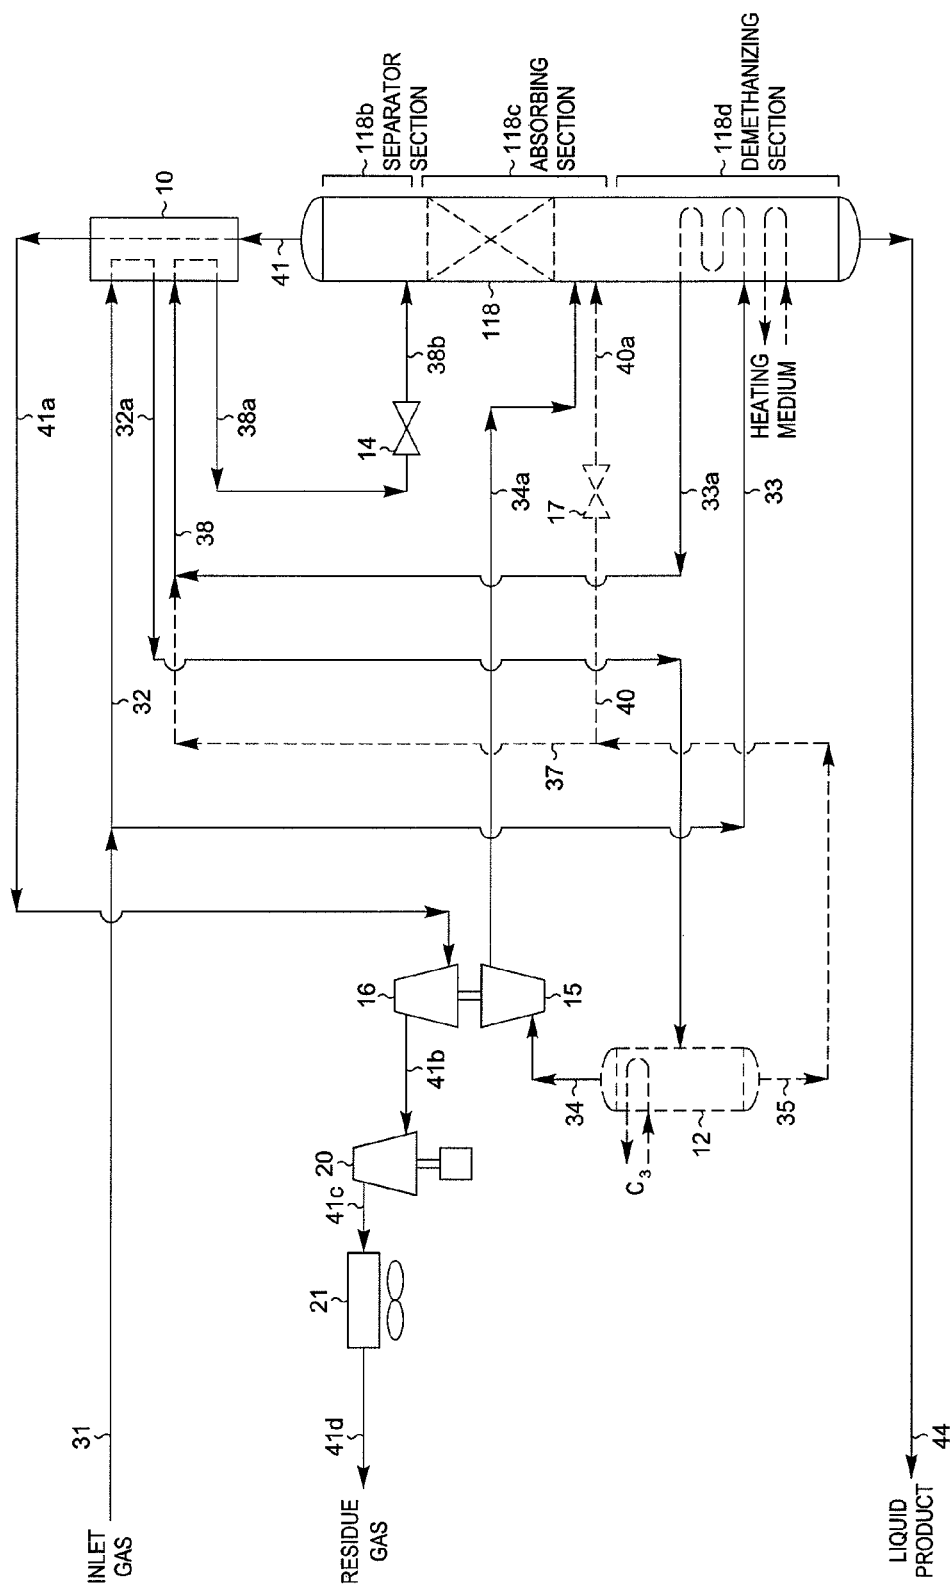 118b
SEPARATOR
SECTION
118c
ABSORBING
SECTION
118d
DEMETHANIZING
SECTION
10
41
118
41a
32a
38a
38b
14
38
34a
40a
17
33a
33
HEATING
MEDIUM
32
37
40
16
15
41b
34
35
12
C3
20
41c
21
31
41d
44
INLET
GAS
RESIDUE
GAS
LIQUID
PRODUCT